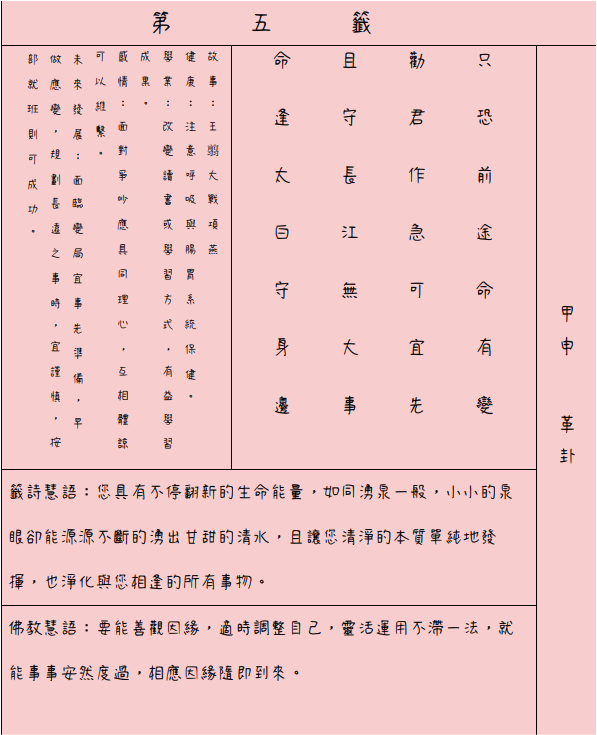 第五籤
甲申 革卦
只恐前途命有變
勸君作急可宜先
且守長江無大事
命逢太白守身邊
故事：王翦大戰項燕
健康：注意呼吸與腸胃系統保健。
學業：改變讀書或學習方式，有益學習
成果。
感情：面對爭吵應具同理心，互相體諒
可以維繫。
未來發展：面臨變局宜事先準備，早
做應變，規劃長遠之事時，宜謹慎，按
部就班則可成功。
籤詩慧語：您具有不停翻新的生命能量，如同湧泉一般，小小的泉
眼卻能源源不斷的湧出甘甜的清水，且讓您清淨的本質單純地發
揮，也淨化與您相逢的所有事物。
佛教慧語：要能善觀因緣，適時調整自己，靈活運用不滯一法，就
能事事安然度過，相應因緣隨即到來。